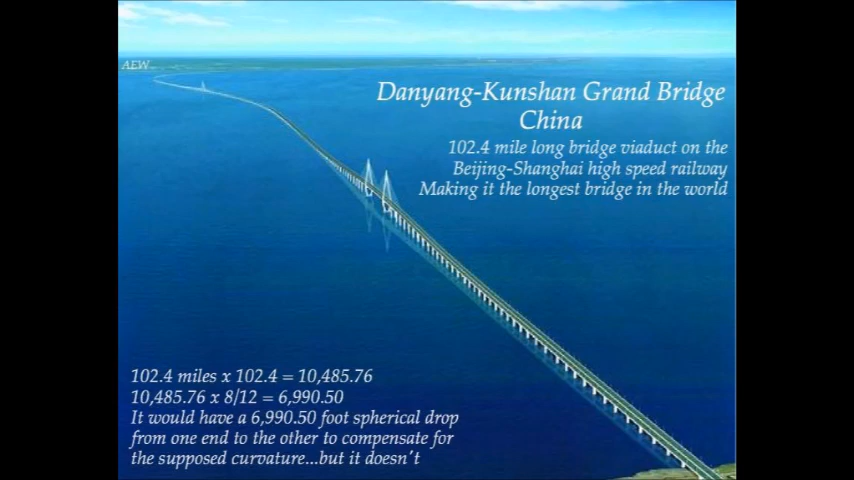 AEW
Danyang-Kunshan Grand Bridge
China
102.4 mile long bridge viaduct on the
Beijing-Shanghai high speed railway
Making it the longest bridge in the world
102.4 miles x 102.4 = 10,485.76
10,485.76 x 8/12 = 6,990.50
It would have a 6,990.50 foot spherical drop
from one end to the other to compensate for
the supposed curvature...but it doesn't